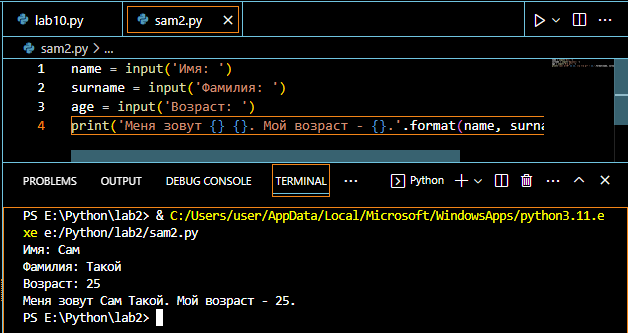 lab10.py sam2.py
sam2.py > ...
1 name = input('Имя: ')
2 surname = input('Фамилия: ')
3 age = input('Возраст: ')
4 print('Меня зовут {} {}. Мой возраст - {}.'.format(name, surna
PROBLEMS OUTPUT DEBUG CONSOLE TERMINAL ... Python
PS E:\Python\lab2> & C:/Users/user/AppData/Local/Microsoft/WindowsApps/python3.11.e
xe e:/Python/lab2/sam2.py
Имя: Сам
Фамилия: Такой
Возраст: 25
Меня зовут Сам Такой. Мой возраст - 25.
PS E:\Python\lab2>